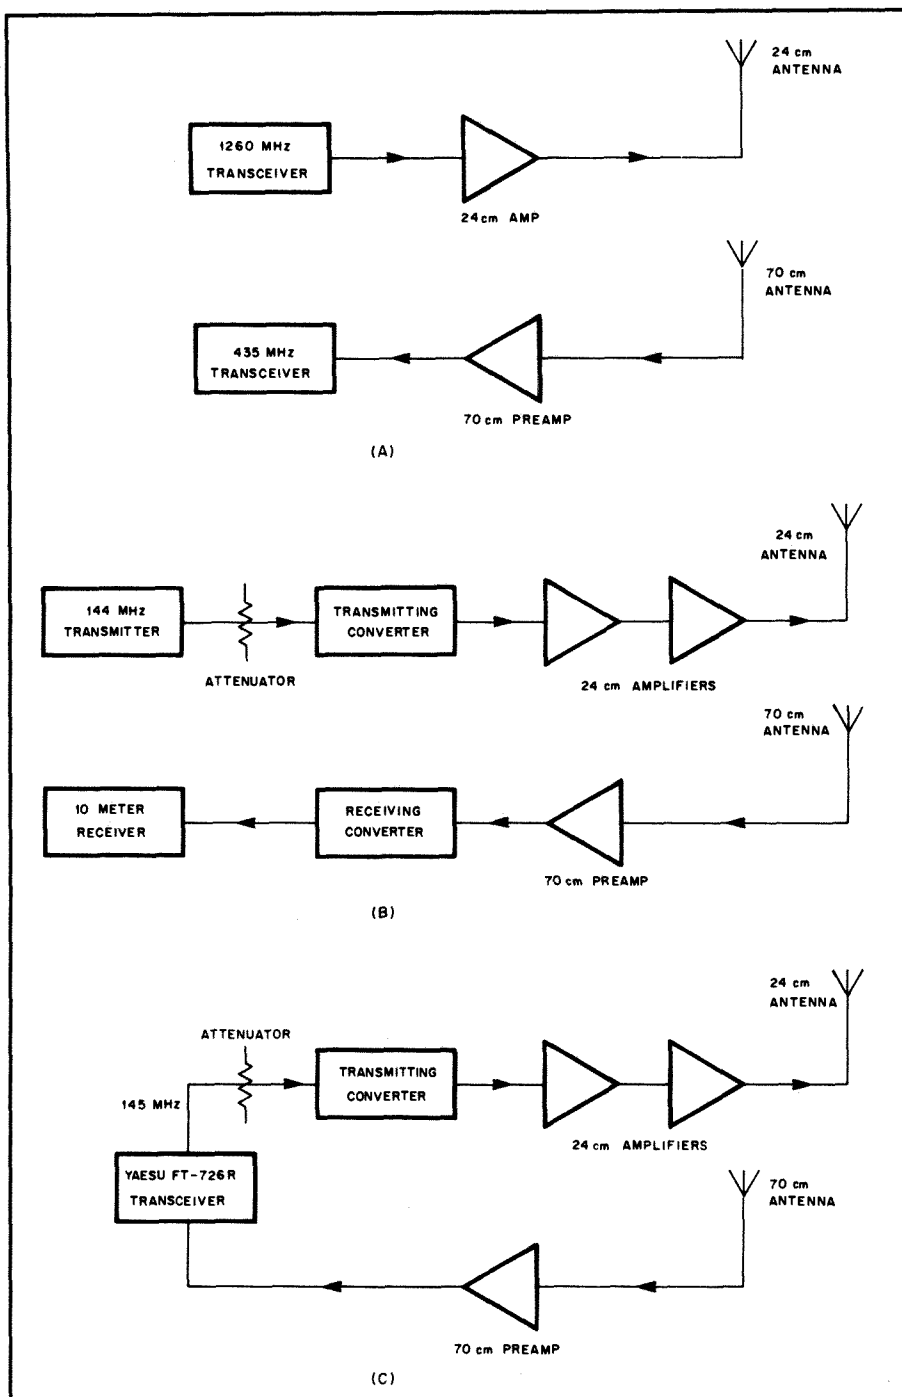 24 cm
ANTENNA
1260 MHz
TRANSCEIVER
24cm AMP
70 cm
ANTENNA
435 MHz
TRANSCEIVER
70 cm PREAMP
(A)
24 cm
ANTENNA
144 MHz
TRANSMITTER
TRANSMITTING
CONVERTER
ATTENUATOR
24 cm AMPLIFIERS
70 cm
ANTENNA
10 METER
RECEIVER
RECEIVING
CONVERTER
70 cm PREAMP
(B)
24 cm
ANTENNA
ATTENUATOR
TRANSMITTING
CONVERTER
145 MHz
24 cm AMPLIFIERS
YAESU FT-726R
TRANSCEIVER
70 cm
ANTENNA
70 cm PREAMP
(C)